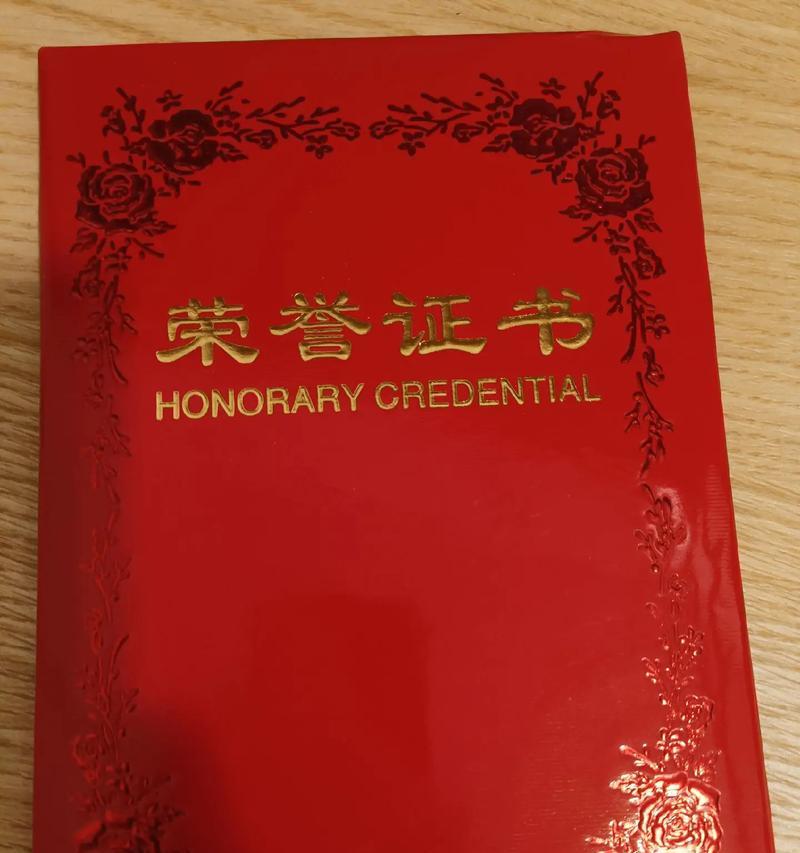 荣誉证书
HONORARY CREDENTIAL